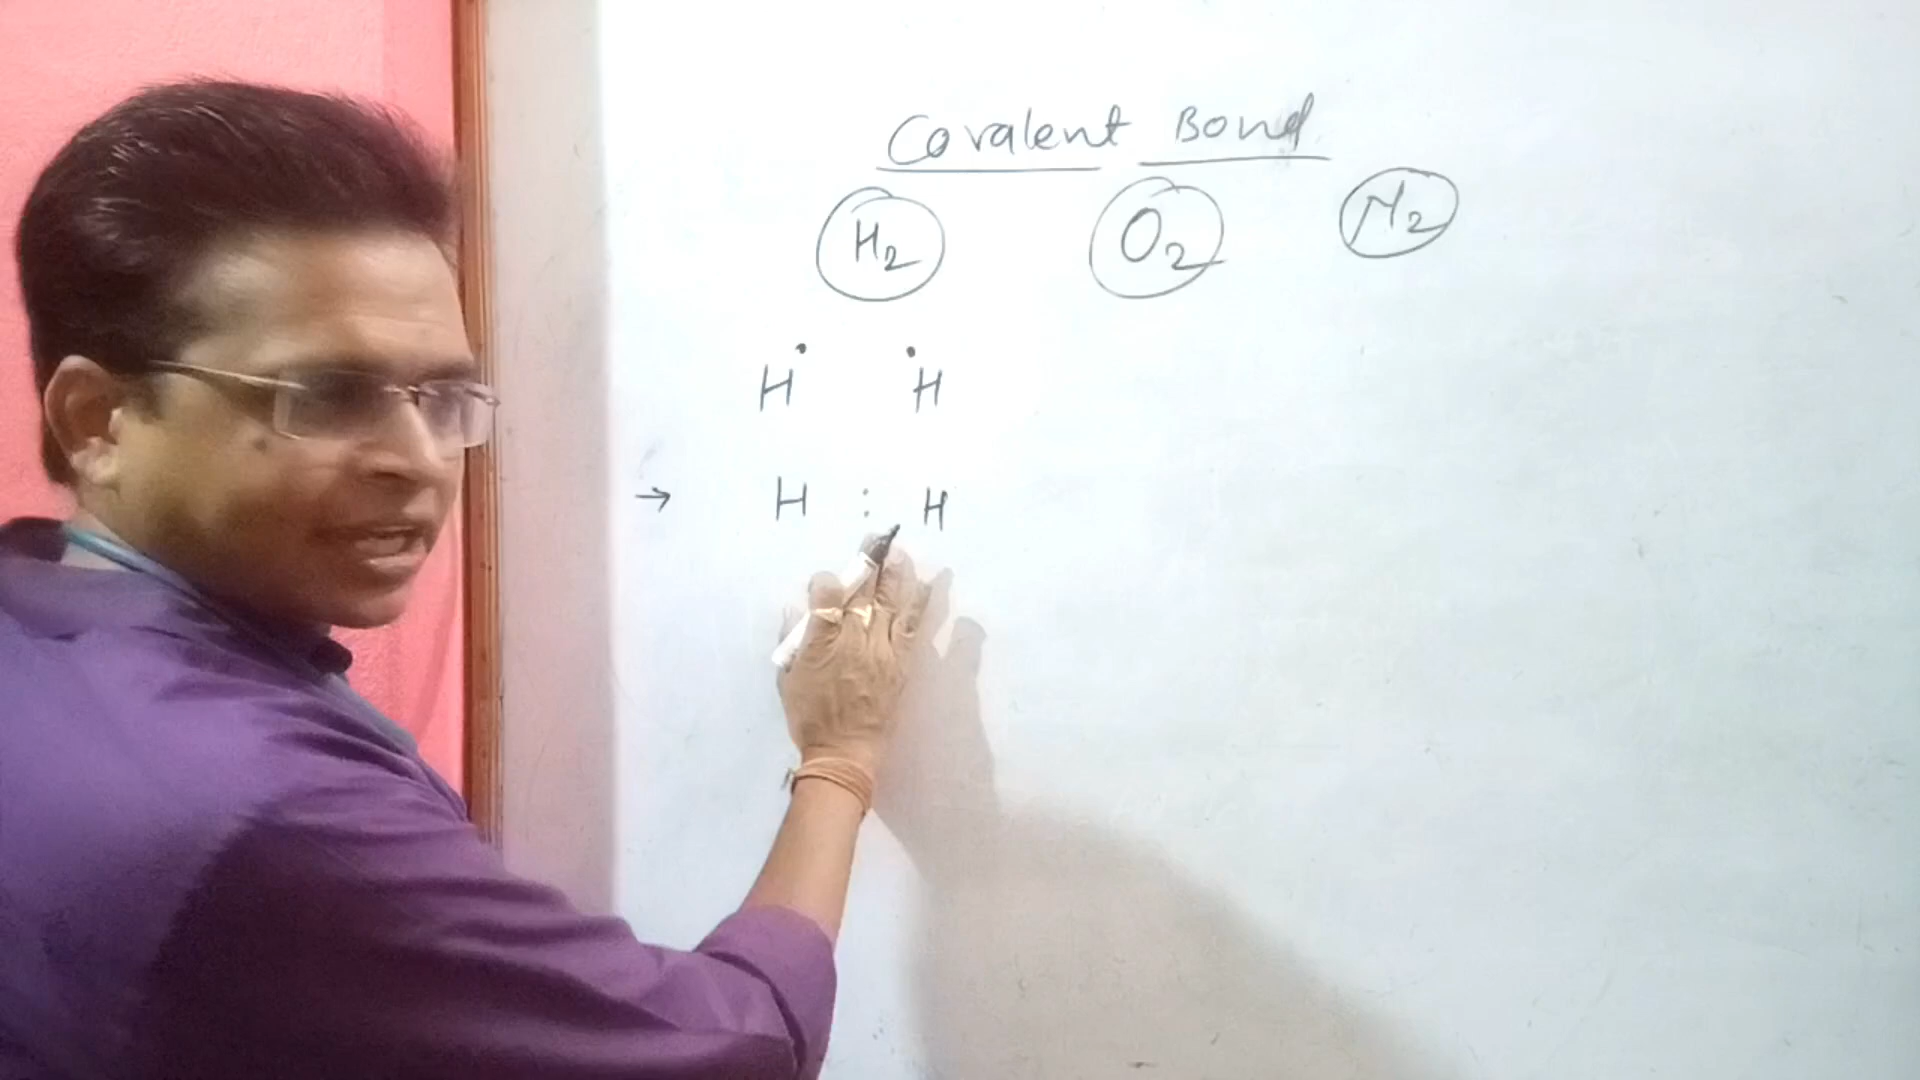 Covalent Bond
H2 O2 N2
H• •H
→ H : H